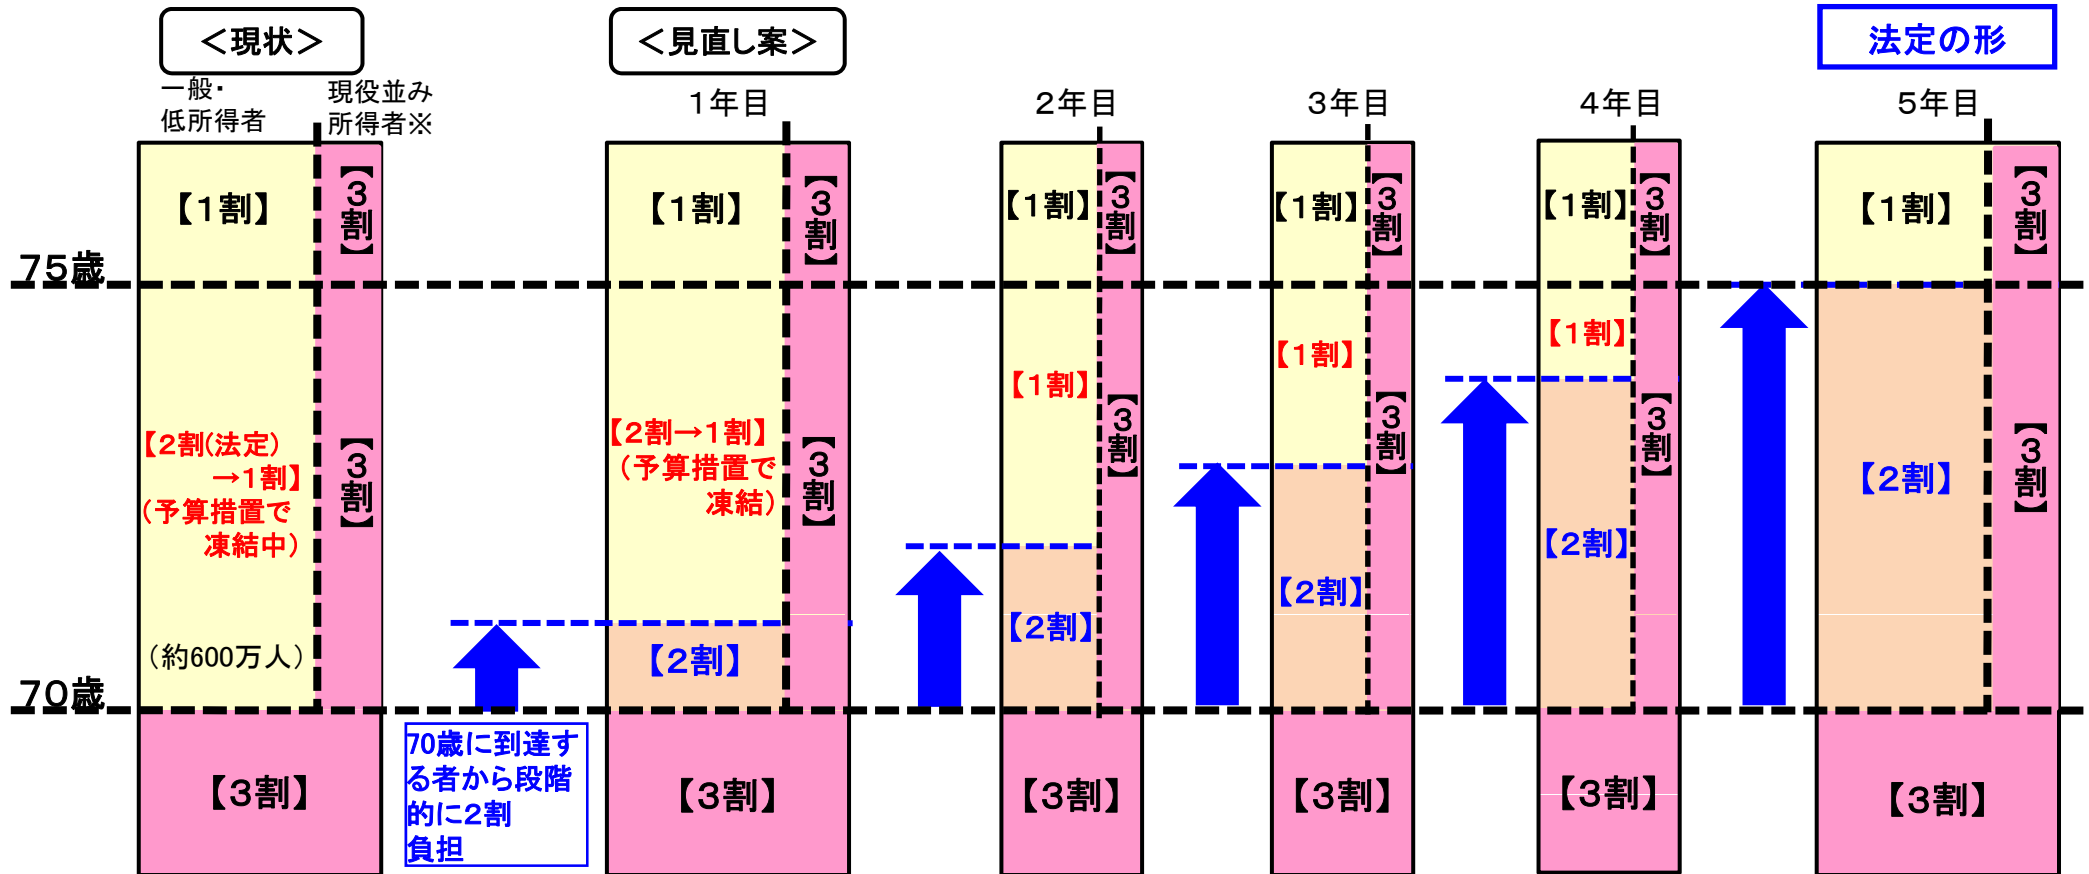 ＜現状＞
＜見直し案＞
法定の形
一般・
低所得者
現役並み
所得者※
１年目
２年目
３年目
４年目
５年目
75歳
70歳
【１割】
【３割】
【２割(法定)
→１割】
（予算措置で
凍結中）
（約600万人）
【３割】
【３割】
70歳に到達す
る者から段階
的に２割
負担
【１割】
【３割】
【２割→１割】
（予算措置で
凍結）
【３割】
【２割】
【３割】
【１割】
【３割】
【１割】
【３割】
【２割】
【３割】
【１割】
【３割】
【１割】
【３割】
【２割】
【３割】
【１割】
【３割】
【１割】
【３割】
【２割】
【３割】
【１割】
【３割】
【２割】
【３割】
【３割】